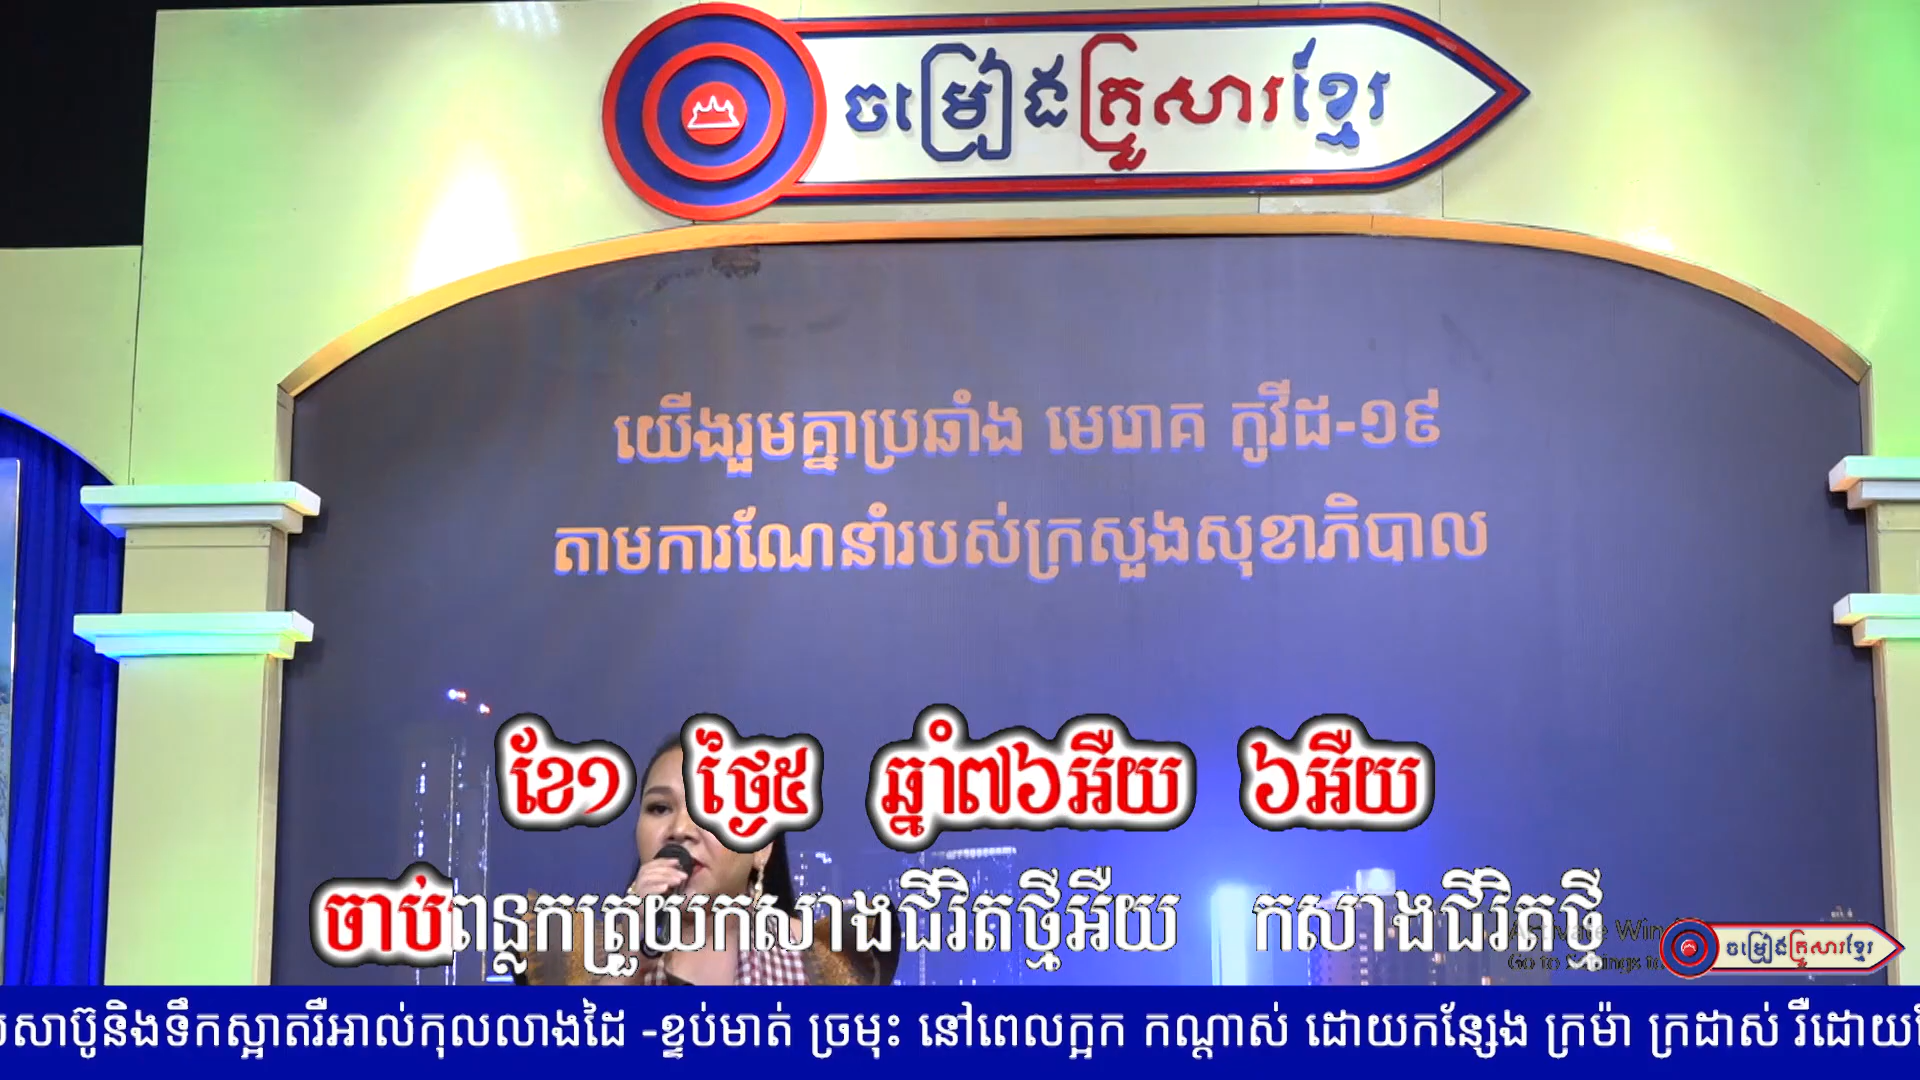 ចម្រៀងគ្រួសារខ្មែរ
យើងរួមគ្នាប្រឆាំង មេរោគ កូវីដ-១៩
តាមការណែនាំរបស់ក្រសួងសុខាភិបាល
ខែ១ ថ្ងៃ៥ ឆ្នាំ៧៦អឺយ ៦អឺយ
ចាប់ពន្លកត្រួយកសាងជីវិតថ្មីអឺយ កសាងជីវិតថ្មី
ចម្រៀងគ្រួសារខ្មែរ
សាប៊ូនិងទឹកស្អាតរឺអាល់កុលលាងដៃ -ខ្ទប់មាត់ ច្រមុះ នៅពេលក្អក កណ្តាស់ ដោយកន្សែង ក្រម៉ា ក្រដាស់ រឺដោយ